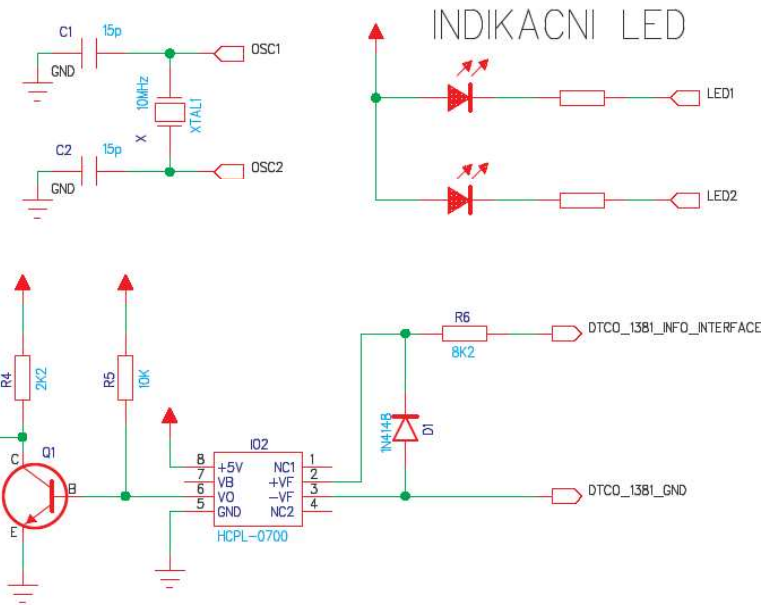 INDIKACNI LED
C1 15p
OSC1
GND
10MHz
XTAL1
X
C2 15p
OSC2
GND
LED1
LED2
R4
2K2
R5
10K
R6
8K2
DTCO_1381_INFO_INTERFACE
1N4148
D1
Q1
C
B
E
IO2
8 +5V NC1 1
7 VB +VF 2
6 VO -VF 3
5 GND NC2 4
HCPL-0700
DTCO_1381_GND